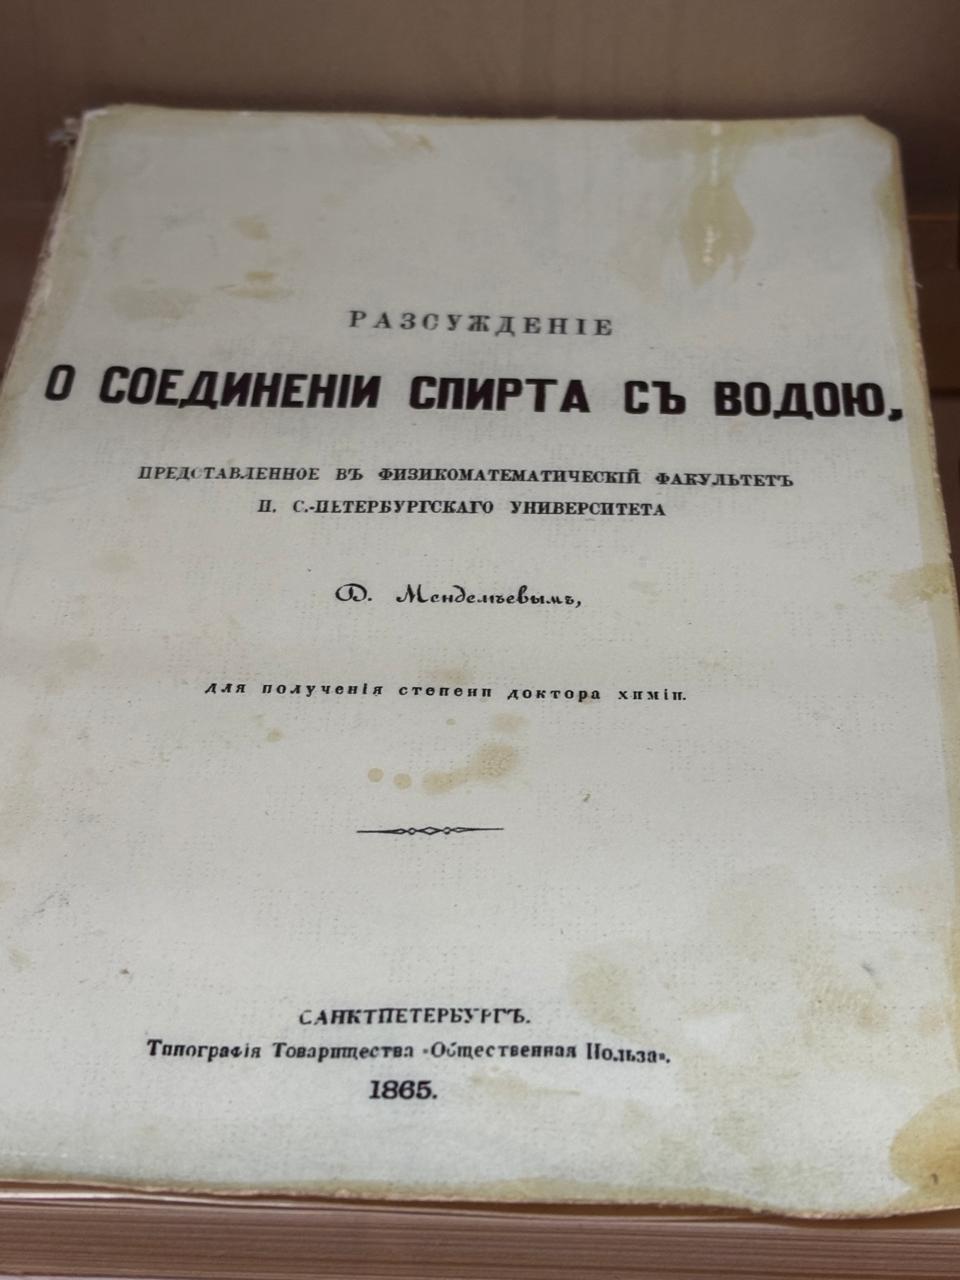 РАЗСУЖДЕНІЕ
О СОЕДИНЕНІИ СПИРТА СЪ ВОДОЮ,
ПРЕДСТАВЛЕННОЕ ВЪ ФИЗИКОМАТЕМАТИЧЕСКІЙ ФАКУЛЬТЕТЪ
И. С.-ПЕТЕРБУРГСКАГО УНИВЕРСИТЕТА
Д. Менделѣевымъ,
для полученія степени доктора химіи.
САНКТПЕТЕРБУРГЪ.
Типографія Товарищества «Общественная Польза».
1865.